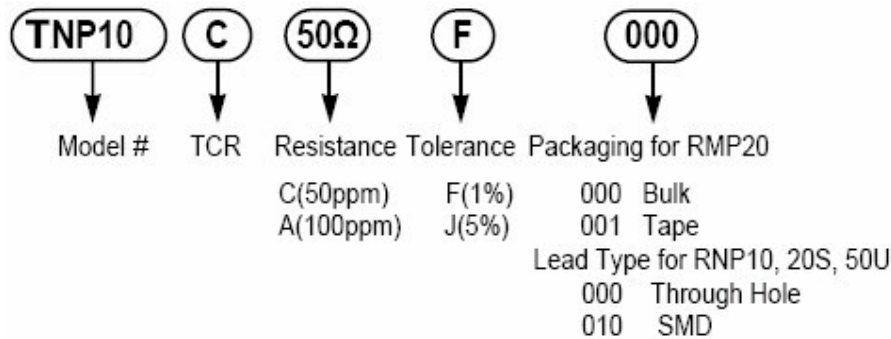 TNP10 C 50Ω F 000
Model # TCR Resistance Tolerance Packaging for RMP20
C(50ppm) F(1%) 000 Bulk
A(100ppm) J(5%) 001 Tape
Lead Type for RNP10, 20S, 50U
000 Through Hole
010 SMD